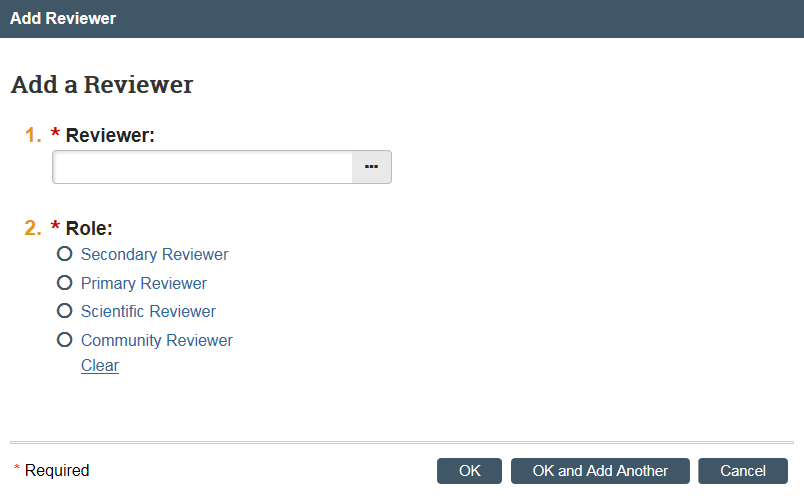 Add Reviewer
Add a Reviewer
1. * Reviewer:
...
2. * Role:
Secondary Reviewer
Primary Reviewer
Scientific Reviewer
Community Reviewer
Clear
* Required
OK
OK and Add Another
Cancel